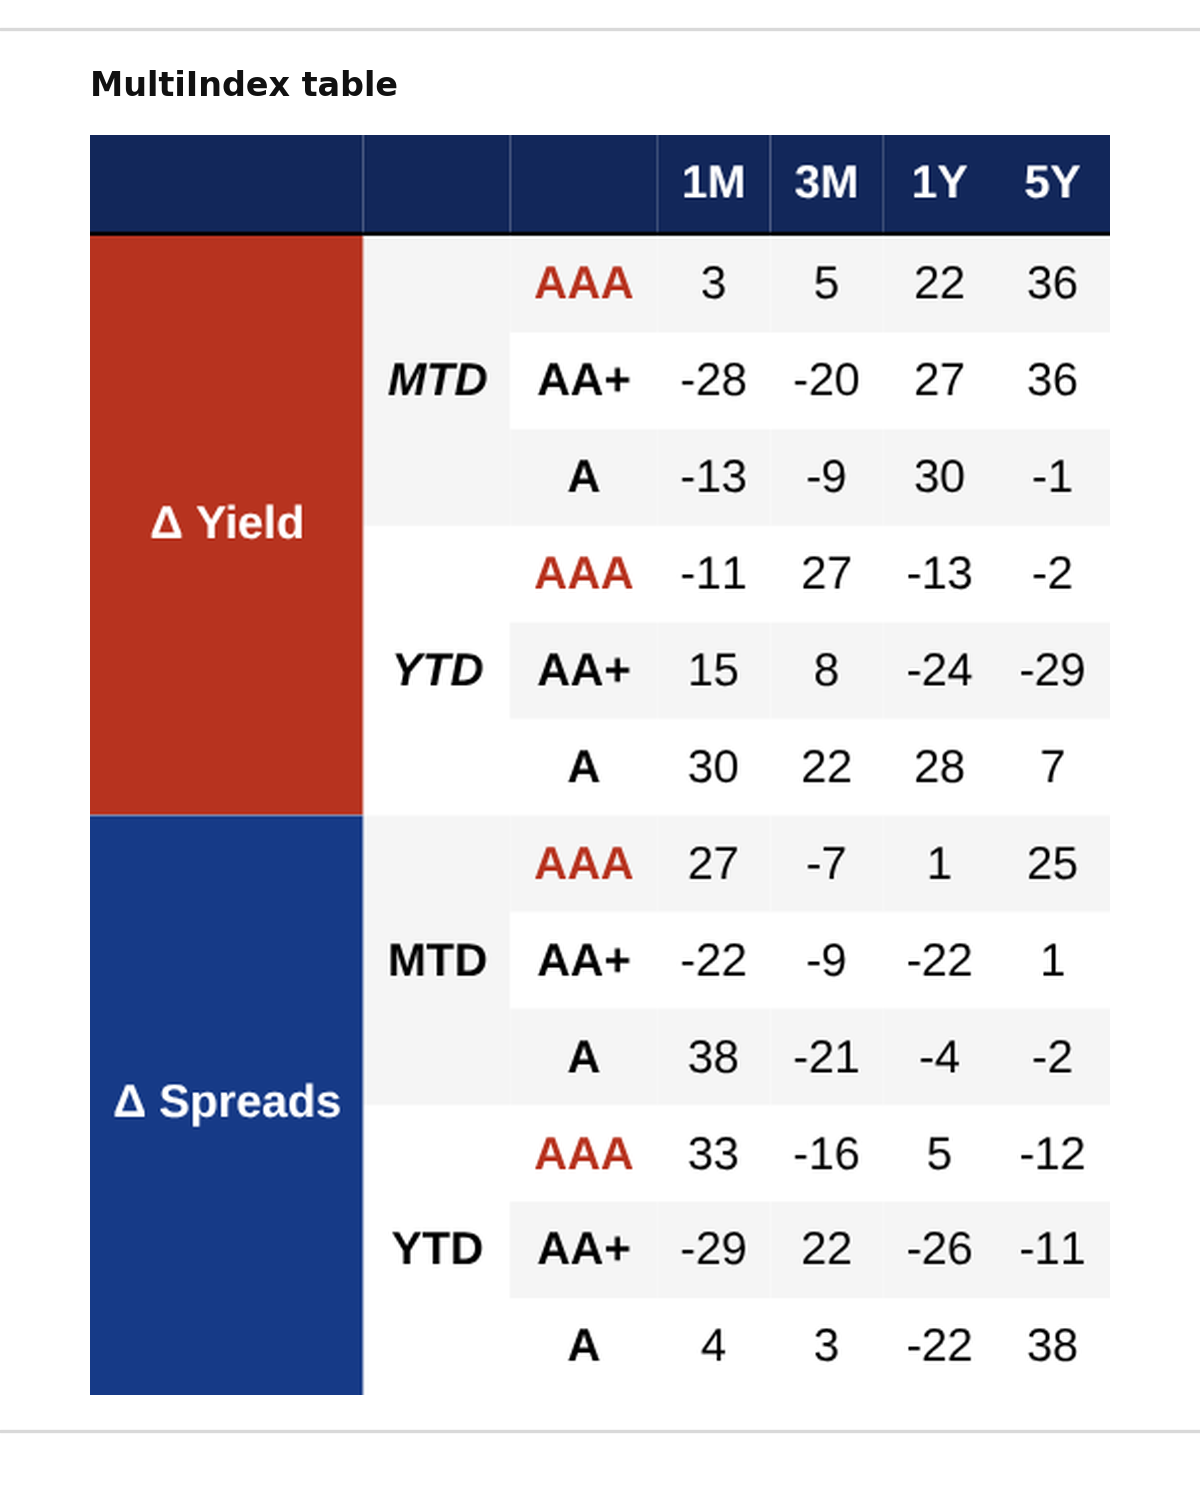 MultiIndex table
1M 3M 1Y 5Y
Δ Yield
MTD
AAA 3 5 22 36
AA+ -28 -20 27 36
A -13 -9 30 -1
YTD
AAA -11 27 -13 -2
AA+ 15 8 -24 -29
A 30 22 28 7
Δ Spreads
MTD
AAA 27 -7 1 25
AA+ -22 -9 -22 1
A 38 -21 -4 -2
YTD
AAA 33 -16 5 -12
AA+ -29 22 -26 -11
A 4 3 -22 38